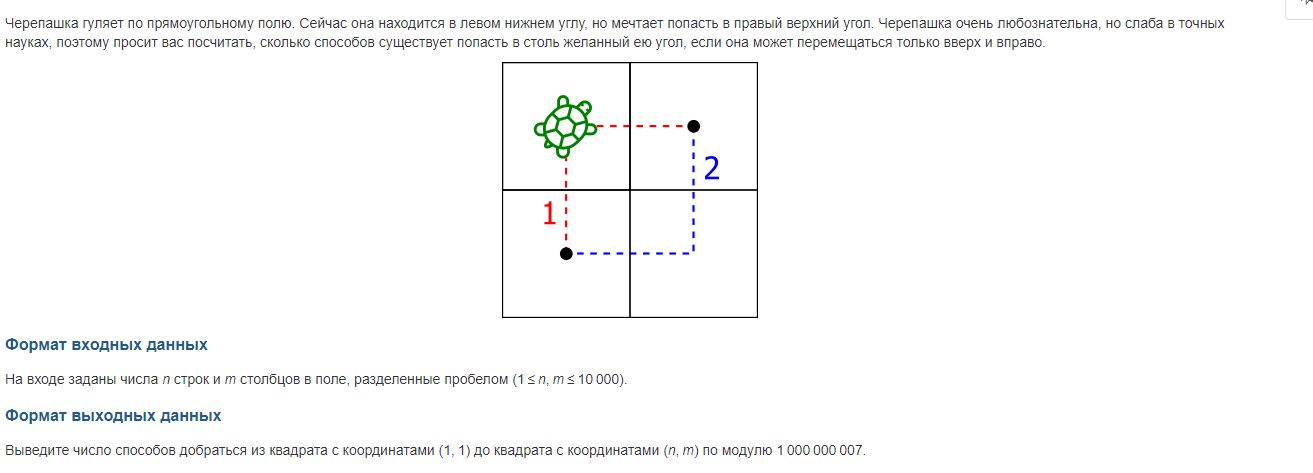 Черепашка гуляет по прямоугольному полю. Сейчас она находится в левом нижнем углу, но мечтает попасть в правый верхний угол. Черепашка очень любознательна, но слаба в точных
науках, поэтому просит вас посчитать, сколько способов существует попасть в столь желанный ею угол, если она может перемещаться только вверх и вправо.
2
1
Формат входных данных
На входе заданы числа n строк и m столбцов в поле, разделенные пробелом (1 ≤ n, m ≤ 10 000).
Формат выходных данных
Выведите число способов добраться из квадрата с координатами (1, 1) до квадрата с координатами (n, m) по модулю 1 000 000 007.